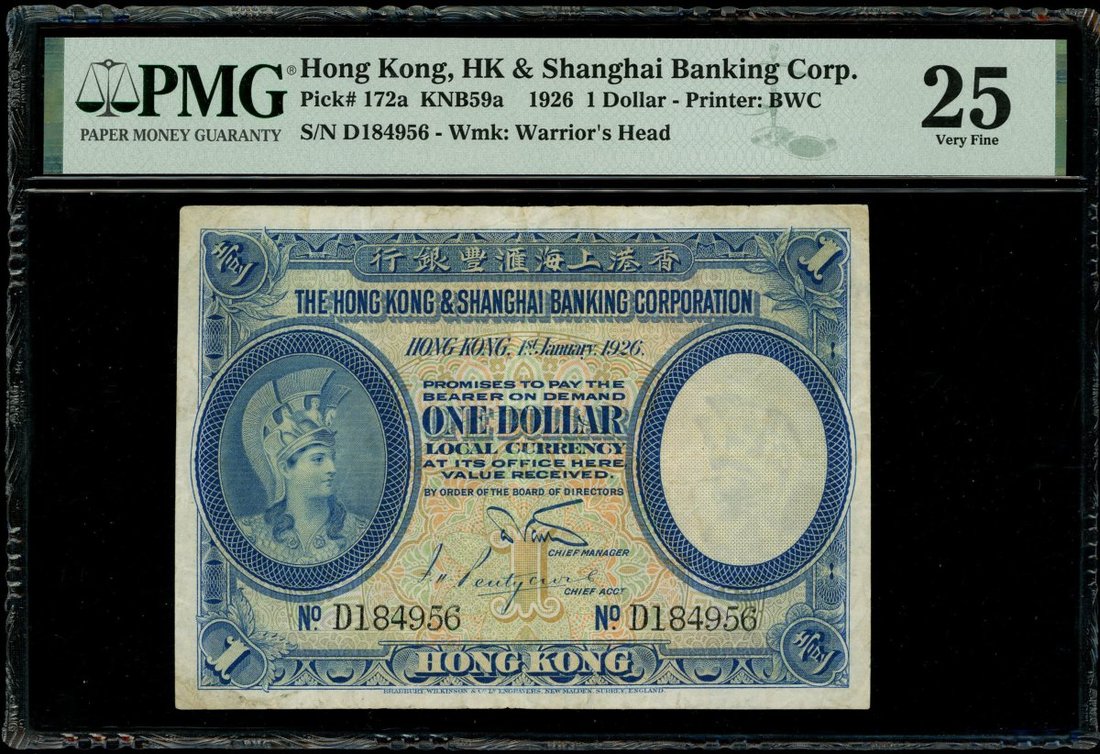 PMG®
PAPER MONEY GUARANTY
Hong Kong, HK & Shanghai Banking Corp.
Pick# 172a KNB59a 1926 1 Dollar - Printer: BWC
S/N D184956 - Wmk: Warrior's Head
25
Very Fine
行銀豐滙海上港香
1
THE HONG KONG & SHANGHAI BANKING CORPORATION
HONG-KONG, 1st January, 1926.
PROMISES TO PAY THE
BEARER ON DEMAND
ONE DOLLAR
LOCAL CURRENCY
AT ITS OFFICE HERE,
VALUE RECEIVED.
BY ORDER OF THE BOARD OF DIRECTORS
CHIEF MANAGER
CHIEF ACCT
1
No. D184956 No. D184956
1
HONG KONG
BRADBURY, WILKINSON & Co. Ld. ENGRAVERS, NEW MALDEN, SURREY, ENGLAND.